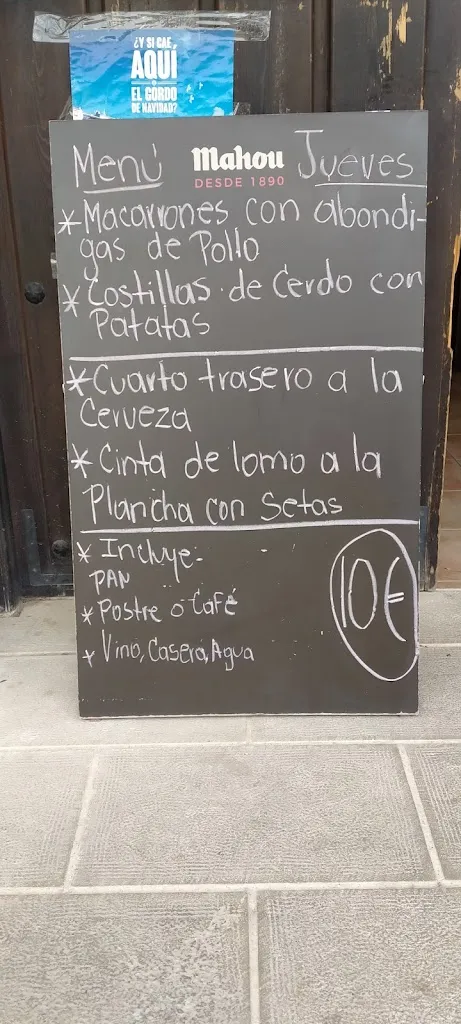 ¿Y SI CAE,
AQUÍ
EL GORDO
DE NAVIDAD?
Menú Mahou Jueves
DESDE 1890
* Macarrones con abondi-
gas de Pollo
* Costillas de Cerdo con
Patatas
* Cuarto trasero a la
Cerveza
* Cinta de lomo a la
Plancha con Setas
* Incluye.
PAN
* Postre o Café
* Vino, Casera, Agua
10€